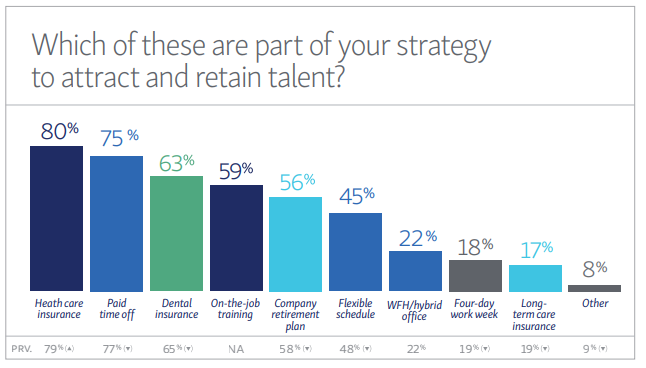 Which of these are part of your strategy
to attract and retain talent?
80%
75 %
63%
59%
56%
45%
22%
18%
17%
8%
Heath care
insurance
Paid
time off
Dental
insurance
On-the-job
training
Company
retirement
plan
Flexible
schedule
WFH/hybrid
office
Four-day
work week
Long-
term care
insurance
Other
PRV. 79% (▲) 77% (▼) 65% (▼) NA 58% (▼) 48% (▼) 22% 19% (▼) 19% (▼) 9% (▼)